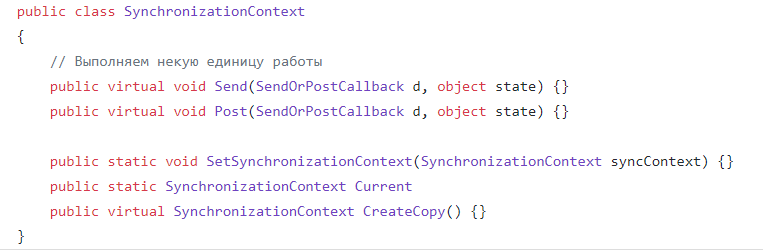 public class SynchronizationContext
{
// Выполняем некую единицу работы
public virtual void Send(SendOrPostCallback d, object state) {}
public virtual void Post(SendOrPostCallback d, object state) {}
public static void SetSynchronizationContext(SynchronizationContext syncContext) {}
public static SynchronizationContext Current
public virtual SynchronizationContext CreateCopy() {}
}